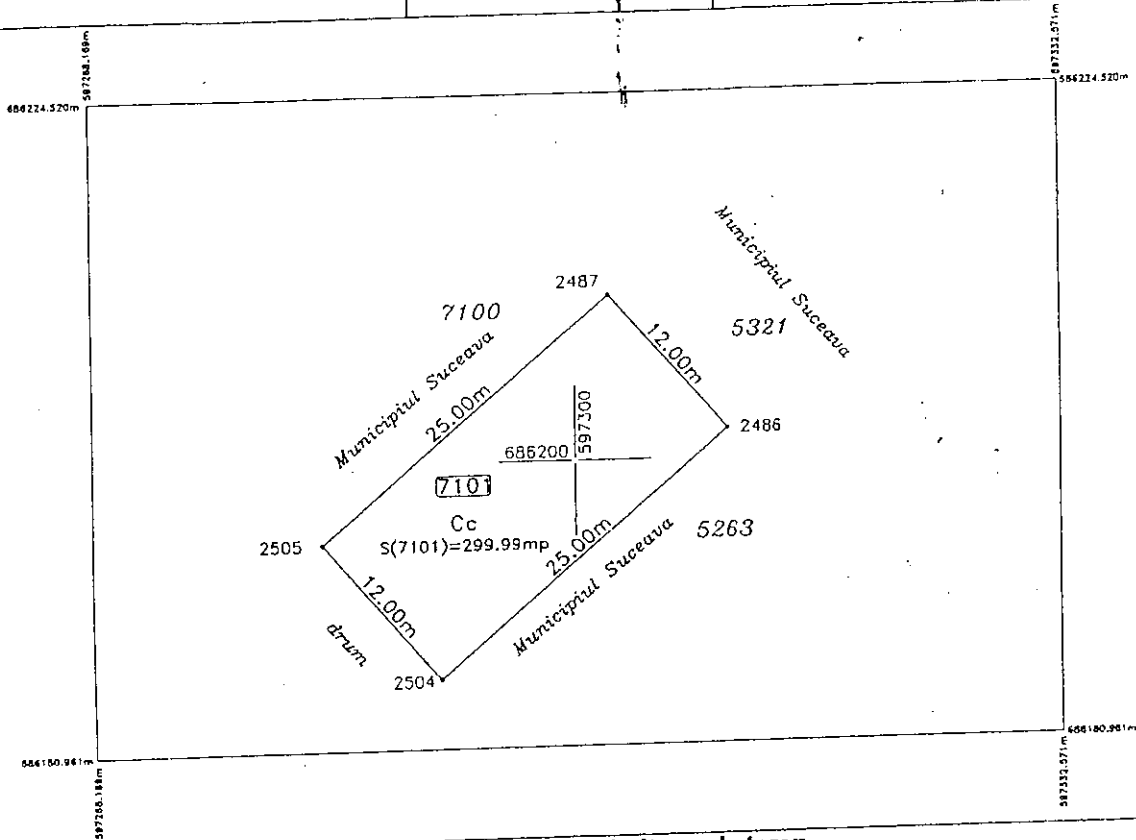 597268.169m
597332.571m
686224.520m
686224.520m
2487
7100
Municipiul Suceava
5321
12.00m
Municipiul Suceava
25.00m
2486
597300
686200
7101
Cc
S(7101)=299.99mp
5263
2505
25.00m
Municipiul Suceava
12.00m
drum
2504
686180.961m
686180.961m
597268.169m
597332.571m